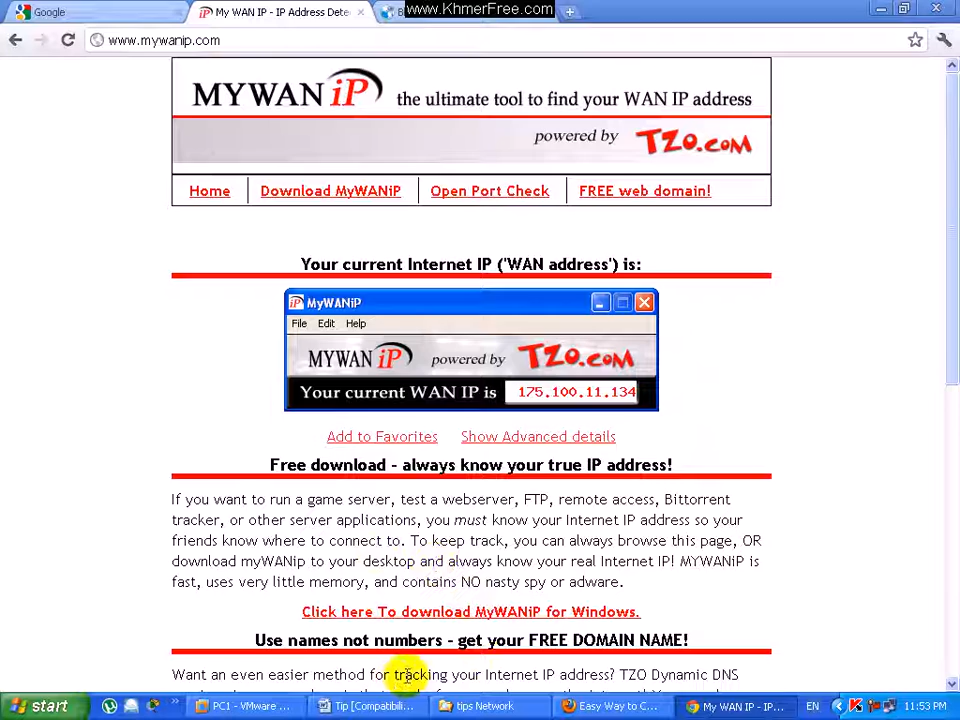 Google
My WAN IP - IP Address Dete
www.KhmerFree.com
www.mywanip.com
MYWAN iP the ultimate tool to find your WAN IP address
powered by TZO.COM
Home Download MyWANiP Open Port Check FREE web domain!
Your current Internet IP ('WAN address') is:
MyWANiP
File Edit Help
MYWAN iP powered by TZO.COM
Your current WAN IP is 175.100.11.134
Add to Favorites Show Advanced details
Free download - always know your true IP address!
If you want to run a game server, test a webserver, FTP, remote access, Bittorrent
tracker, or other server applications, you must know your Internet IP address so your
friends know where to connect to. To keep track, you can always browse this page, OR
download myWANip to your desktop and always know your real Internet IP! MYWANiP is
fast, uses very little memory, and contains NO nasty spy or adware.
Click here To download MyWANiP for Windows.
Use names not numbers - get your FREE DOMAIN NAME!
Want an even easier method for tracking your Internet IP address? TZO Dynamic DNS
start PC1 - VMware ... Tip [Compatibili... tips Network Easy Way to C... My WAN IP - IP... EN 11:53 PM